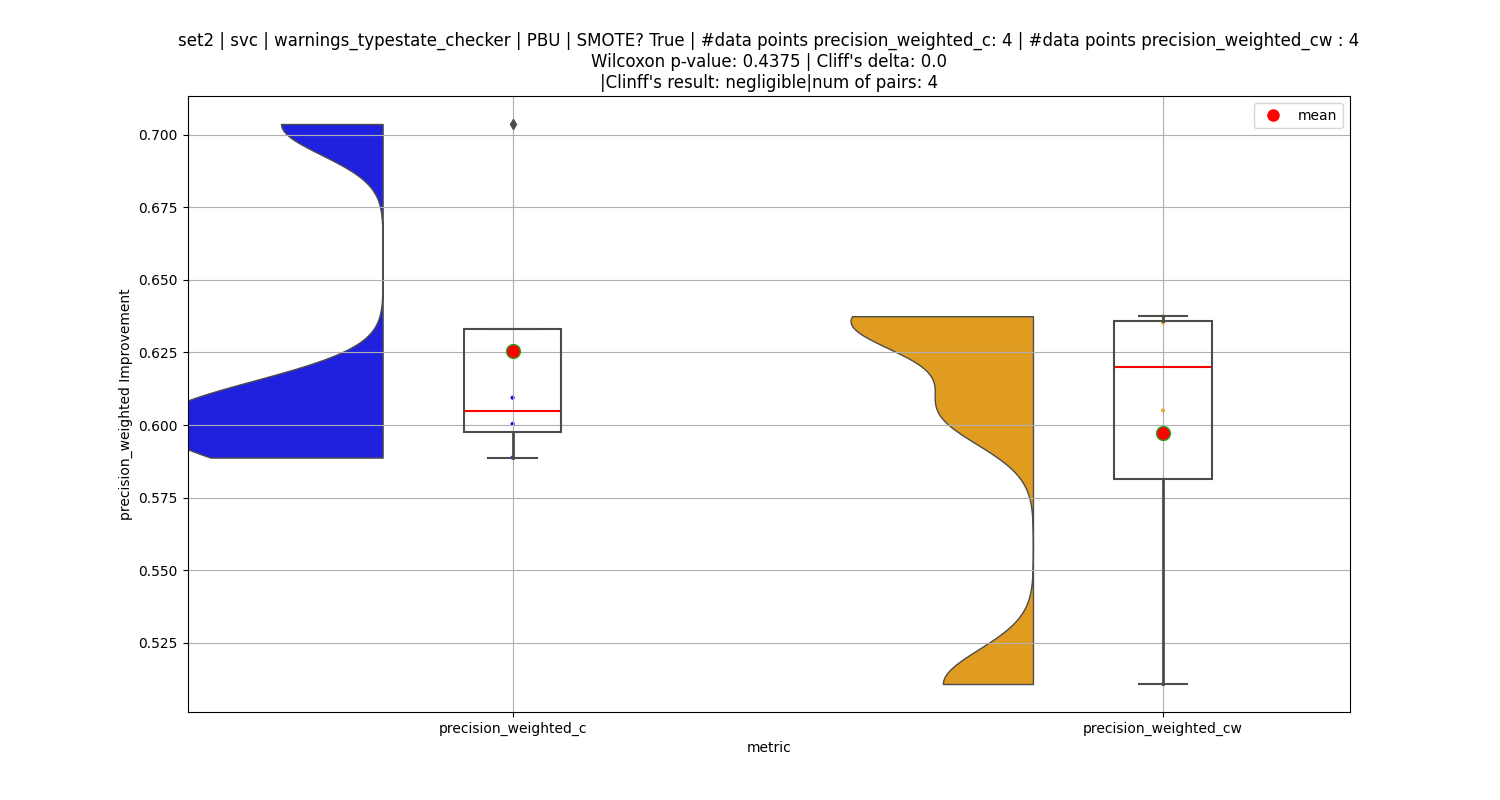 set2 | svc | warnings_typestate_checker | PBU | SMOTE? True | #data points precision_weighted_c: 4 | #data points precision_weighted_cw : 4
Wilcoxon p-value: 0.4375 | Cliff's delta: 0.0
|Clinff's result: negligible|num of pairs: 4
mean
0.700
0.675
0.650
0.625
0.600
0.575
0.550
0.525
precision_weighted Improvement
precision_weighted_c
precision_weighted_cw
metric